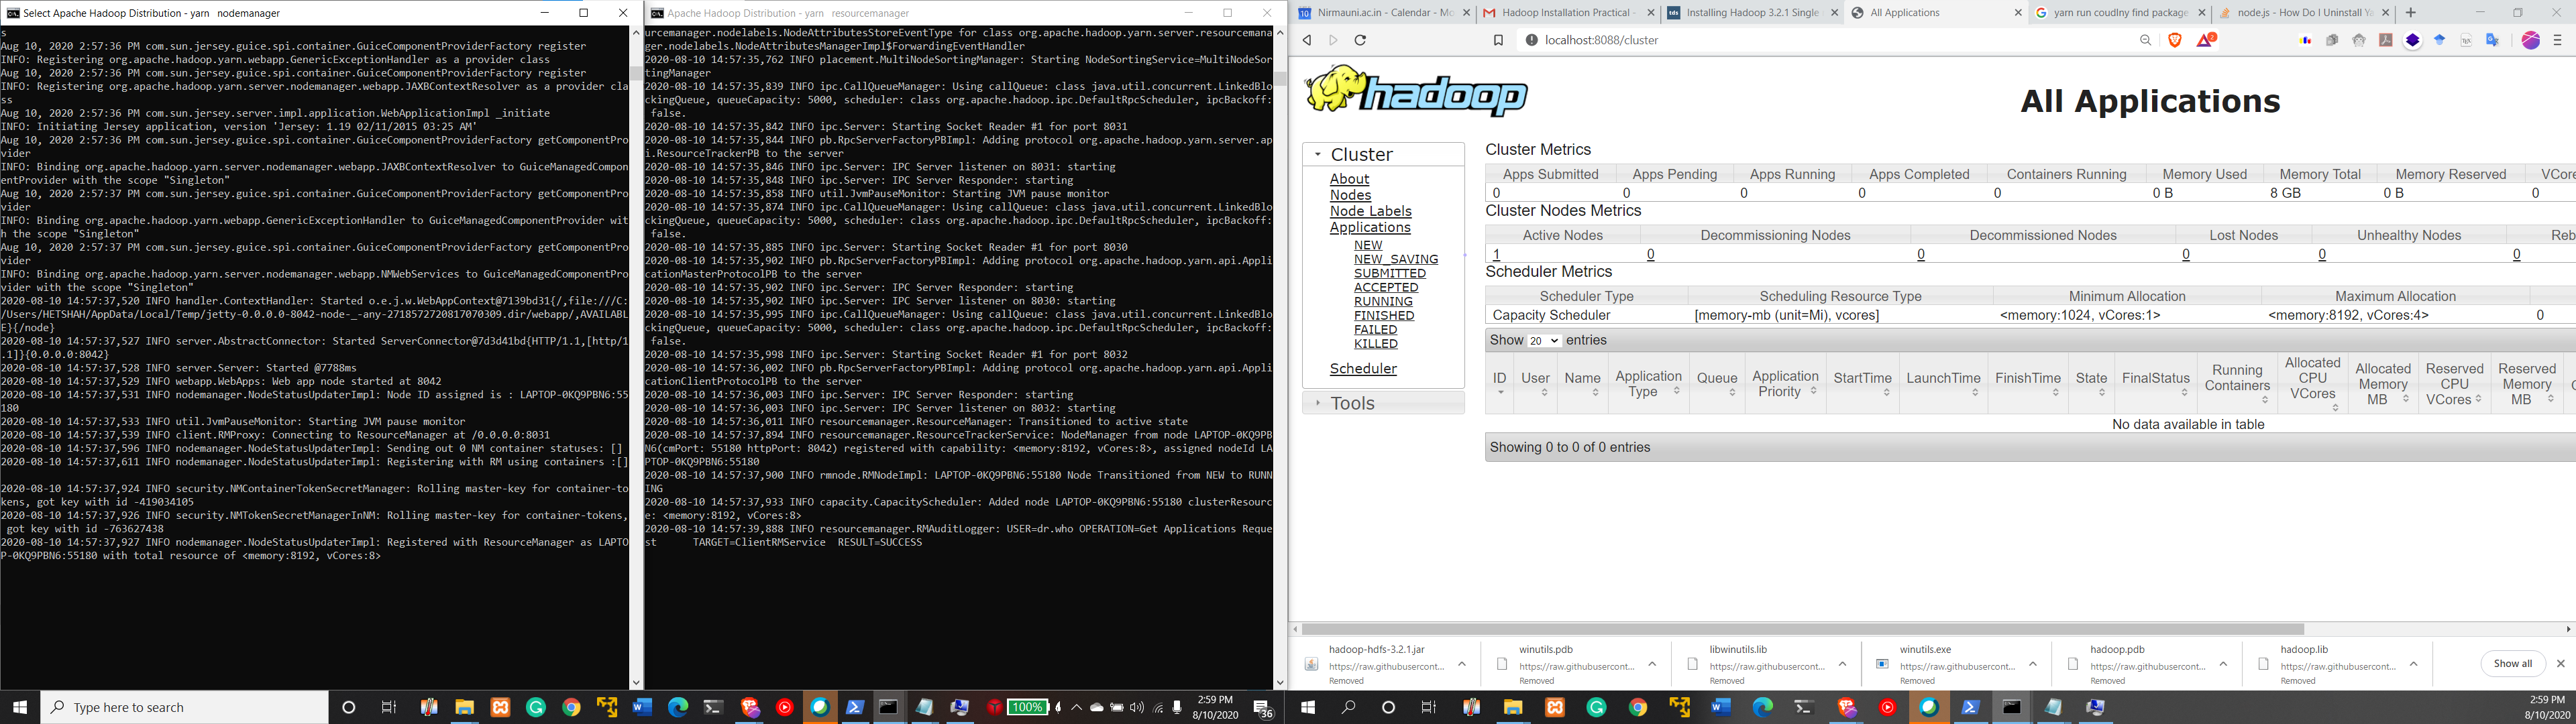 Select Apache Hadoop Distribution - yarn   nodemanager
s
Aug 10, 2020 2:57:36 PM com.sun.jersey.guice.spi.container.GuiceComponentProviderFactory register
INFO: Registering org.apache.hadoop.yarn.webapp.GenericExceptionHandler as a provider class
Aug 10, 2020 2:57:36 PM com.sun.jersey.guice.spi.container.GuiceComponentProviderFactory register
INFO: Registering org.apache.hadoop.yarn.server.nodemanager.webapp.JAXBContextResolver as a provider cla
ss
Aug 10, 2020 2:57:36 PM com.sun.jersey.server.impl.application.WebApplicationImpl _initiate
INFO: Initiating Jersey application, version 'Jersey: 1.19 02/11/2015 03:25 AM'
Aug 10, 2020 2:57:36 PM com.sun.jersey.guice.spi.container.GuiceComponentProviderFactory getComponentPro
vider
INFO: Binding org.apache.hadoop.yarn.server.nodemanager.webapp.JAXBContextResolver to GuiceManagedCompon
entProvider with the scope "Singleton"
Aug 10, 2020 2:57:37 PM com.sun.jersey.guice.spi.container.GuiceComponentProviderFactory getComponentPro
vider
INFO: Binding org.apache.hadoop.yarn.webapp.GenericExceptionHandler to GuiceManagedComponentProvider wit
h the scope "Singleton"
Aug 10, 2020 2:57:37 PM com.sun.jersey.guice.spi.container.GuiceComponentProviderFactory getComponentPro
vider
INFO: Binding org.apache.hadoop.yarn.server.nodemanager.webapp.NMWebServices to GuiceManagedComponentPro
vider with the scope "Singleton"
2020-08-10 14:57:37,520 INFO handler.ContextHandler: Started o.e.j.w.WebAppContext@7139bd31{/,file:///C:
/Users/HETSHAH/AppData/Local/Temp/jetty-0.0.0.0-8042-node-_-any-2718572720817070309.dir/webapp/,AVAILABL
E}{/node}
2020-08-10 14:57:37,527 INFO server.AbstractConnector: Started ServerConnector@7d3d41bd{HTTP/1.1,[http/1
.1]}{0.0.0.0:8042}
2020-08-10 14:57:37,528 INFO server.Server: Started @7788ms
2020-08-10 14:57:37,529 INFO webapp.WebApps: Web app node started at 8042
2020-08-10 14:57:37,531 INFO nodemanager.NodeStatusUpdaterImpl: Node ID assigned is : LAPTOP-0KQ9PBN6:55
180
2020-08-10 14:57:37,533 INFO util.JvmPauseMonitor: Starting JVM pause monitor
2020-08-10 14:57:37,539 INFO client.RMProxy: Connecting to ResourceManager at /0.0.0.0:8031
2020-08-10 14:57:37,596 INFO nodemanager.NodeStatusUpdaterImpl: Sending out 0 NM container statuses: []
2020-08-10 14:57:37,611 INFO nodemanager.NodeStatusUpdaterImpl: Registering with RM using containers :[]
2020-08-10 14:57:37,924 INFO security.NMContainerTokenSecretManager: Rolling master-key for container-to
kens, got key with id -419034105
2020-08-10 14:57:37,926 INFO security.NMTokenSecretManagerInNM: Rolling master-key for container-tokens,
got key with id -763627438
2020-08-10 14:57:37,927 INFO nodemanager.NodeStatusUpdaterImpl: Registered with ResourceManager as LAPTO
P-0KQ9PBN6:55180 with total resource of <memory:8192, vCores:8>
Apache Hadoop Distribution - yarn   resourcemanager
urcemanager.nodelabels.NodeAttributesStoreEventType for class org.apache.hadoop.yarn.server.resourcemana
ger.nodelabels.NodeAttributesManagerImpl$ForwardingEventHandler
2020-08-10 14:57:35,762 INFO placement.MultiNodeSortingManager: Starting NodeSortingService=MultiNodeSor
tingManager
2020-08-10 14:57:35,839 INFO ipc.CallQueueManager: Using callQueue: class java.util.concurrent.LinkedBlo
ckingQueue, queueCapacity: 5000, scheduler: class org.apache.hadoop.ipc.DefaultRpcScheduler, ipcBackoff:
false.
2020-08-10 14:57:35,842 INFO ipc.Server: Starting Socket Reader #1 for port 8031
2020-08-10 14:57:35,844 INFO pb.RpcServerFactoryPBImpl: Adding protocol org.apache.hadoop.yarn.server.ap
i.ResourceTrackerPB to the server
2020-08-10 14:57:35,846 INFO ipc.Server: IPC Server listener on 8031: starting
2020-08-10 14:57:35,848 INFO ipc.Server: IPC Server Responder: starting
2020-08-10 14:57:35,858 INFO util.JvmPauseMonitor: Starting JVM pause monitor
2020-08-10 14:57:35,874 INFO ipc.CallQueueManager: Using callQueue: class java.util.concurrent.LinkedBlo
ckingQueue, queueCapacity: 5000, scheduler: class org.apache.hadoop.ipc.DefaultRpcScheduler, ipcBackoff:
false.
2020-08-10 14:57:35,885 INFO ipc.Server: Starting Socket Reader #1 for port 8030
2020-08-10 14:57:35,902 INFO pb.RpcServerFactoryPBImpl: Adding protocol org.apache.hadoop.yarn.api.Appli
cationMasterProtocolPB to the server
2020-08-10 14:57:35,902 INFO ipc.Server: IPC Server Responder: starting
2020-08-10 14:57:35,902 INFO ipc.Server: IPC Server listener on 8030: starting
2020-08-10 14:57:35,995 INFO ipc.CallQueueManager: Using callQueue: class java.util.concurrent.LinkedBlo
ckingQueue, queueCapacity: 5000, scheduler: class org.apache.hadoop.ipc.DefaultRpcScheduler, ipcBackoff:
false.
2020-08-10 14:57:35,998 INFO ipc.Server: Starting Socket Reader #1 for port 8032
2020-08-10 14:57:36,002 INFO pb.RpcServerFactoryPBImpl: Adding protocol org.apache.hadoop.yarn.api.Appli
cationClientProtocolPB to the server
2020-08-10 14:57:36,003 INFO ipc.Server: IPC Server Responder: starting
2020-08-10 14:57:36,003 INFO ipc.Server: IPC Server listener on 8032: starting
2020-08-10 14:57:36,011 INFO resourcemanager.ResourceManager: Transitioned to active state
2020-08-10 14:57:37,894 INFO resourcemanager.ResourceTrackerService: NodeManager from node LAPTOP-0KQ9PB
N6(cmPort: 55180 httpPort: 8042) registered with capability: <memory:8192, vCores:8>, assigned nodeId LA
PTOP-0KQ9PBN6:55180
2020-08-10 14:57:37,900 INFO rmnode.RMNodeImpl: LAPTOP-0KQ9PBN6:55180 Node Transitioned from NEW to RUNN
ING
2020-08-10 14:57:37,933 INFO capacity.CapacityScheduler: Added node LAPTOP-0KQ9PBN6:55180 clusterResourc
e: <memory:8192, vCores:8>
2020-08-10 14:57:39,888 INFO resourcemanager.RMAuditLogger: USER=dr.who OPERATION=Get Applications Reque
st      TARGET=ClientRMService  RESULT=SUCCESS
Nirmauni.ac.in - Calendar - Mo
Hadoop Installation Practical -
tds Installing Hadoop 3.2.1 Single
All Applications
yarn run coudlny find package
node.js - How Do I Uninstall Ya
localhost:8088/cluster
hadoop
All Applications
Cluster
About
Nodes
Node Labels
Applications
NEW
NEW_SAVING
SUBMITTED
ACCEPTED
RUNNING
FINISHED
FAILED
KILLED
Scheduler
Tools
Cluster Metrics
Apps Submitted Apps Pending Apps Running Apps Completed Containers Running Memory Used Memory Total Memory Reserved VCore
0 0 0 0 0 0 B 8 GB 0 B 0
Cluster Nodes Metrics
Active Nodes Decommissioning Nodes Decommissioned Nodes Lost Nodes Unhealthy Nodes Reb
1 0 0 0 0 0
Scheduler Metrics
Scheduler Type Scheduling Resource Type Minimum Allocation Maximum Allocation
Capacity Scheduler [memory-mb (unit=Mi), vcores] <memory:1024, vCores:1> <memory:8192, vCores:4> 0
Show 20 entries
ID User Name Application Type Queue Application Priority StartTime LaunchTime FinishTime State FinalStatus Running Containers Allocated CPU VCores Allocated Memory MB Reserved CPU VCores Reserved Memory MB
No data available in table
Showing 0 to 0 of 0 entries
hadoop-hdfs-3.2.1.jar winutils.pdb libwinutils.lib winutils.exe hadoop.pdb hadoop.lib
https://raw.githubusercont... https://raw.githubusercont... https://raw.githubusercont... https://raw.githubusercont... https://raw.githubusercont... https://raw.githubusercont...
Removed Removed Removed Removed Removed Removed
Show all
Type here to search
100%
2:59 PM
8/10/2020
36
2:59 PM
8/10/2020